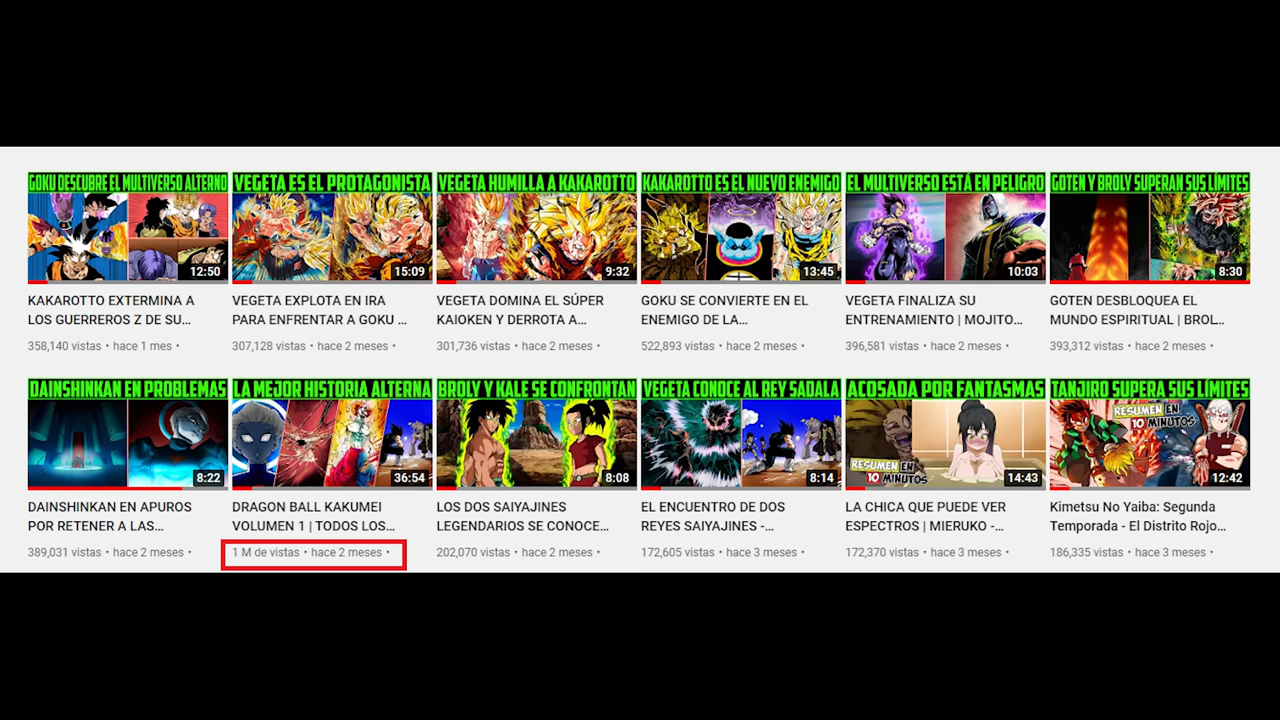 GOKU DESCUBRE EL MULTIVERSO ALTERNO
12:50
KAKAROTTO EXTERMINA A
LOS GUERREROS Z DE SU...
358,140 vistas • hace 1 mes •
VEGETA ES EL PROTAGONISTA
15:09
VEGETA EXPLOTA EN IRA
PARA ENFRENTAR A GOKU ...
307,128 vistas • hace 2 meses •
VEGETA HUMILLA A KAKAROTTO
9:32
VEGETA DOMINA EL SÚPER
KAIOKEN Y DERROTA A...
301,736 vistas • hace 2 meses •
KAKAROTTO ES EL NUEVO ENEMIGO
13:45
GOKU SE CONVIERTE EN EL
ENEMIGO DE LA...
522,893 vistas • hace 2 meses •
EL MULTIVERSO ESTÁ EN PELIGRO
10:03
VEGETA FINALIZA SU
ENTRENAMIENTO | MOJITO...
396,581 vistas • hace 2 meses •
GOTEN Y BROLY SUPERAN SUS LÍMITES
8:30
GOTEN DESBLOQUEA EL
MUNDO ESPIRITUAL | BROL...
393,312 vistas • hace 2 meses •
DAINSHINKAN EN PROBLEMAS
8:22
DAINSHINKAN EN APUROS
POR RETENER A LAS...
389,031 vistas • hace 2 meses •
LA MEJOR HISTORIA ALTERNA
36:54
DRAGON BALL KAKUMEI
VOLUMEN 1 | TODOS LOS...
1 M de vistas • hace 2 meses •
BROLY Y KALE SE CONFRONTAN
8:08
LOS DOS SAIYAJINES
LEGENDARIOS SE CONOCE...
202,070 vistas • hace 2 meses •
VEGETA CONOCE AL REY SADALA
8:14
EL ENCUENTRO DE DOS
REYES SAIYAJINES -...
172,605 vistas • hace 3 meses •
ACOSADA POR FANTASMAS
RESUMEN EN
10 MINUTOS
14:43
LA CHICA QUE PUEDE VER
ESPECTROS | MIERUKO -...
172,370 vistas • hace 3 meses •
TANJIRO SUPERA SUS LÍMITES
RESUMEN EN
10 MINUTOS
12:42
Kimetsu No Yaiba: Segunda
Temporada - El Distrito Rojo...
186,335 vistas • hace 3 meses •